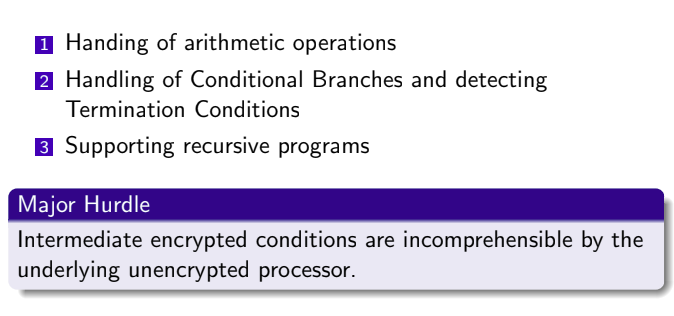 1 Handing of arithmetic operations
2 Handling of Conditional Branches and detecting
Termination Conditions
3 Supporting recursive programs
Major Hurdle
Intermediate encrypted conditions are incomprehensible by the
underlying unencrypted processor.